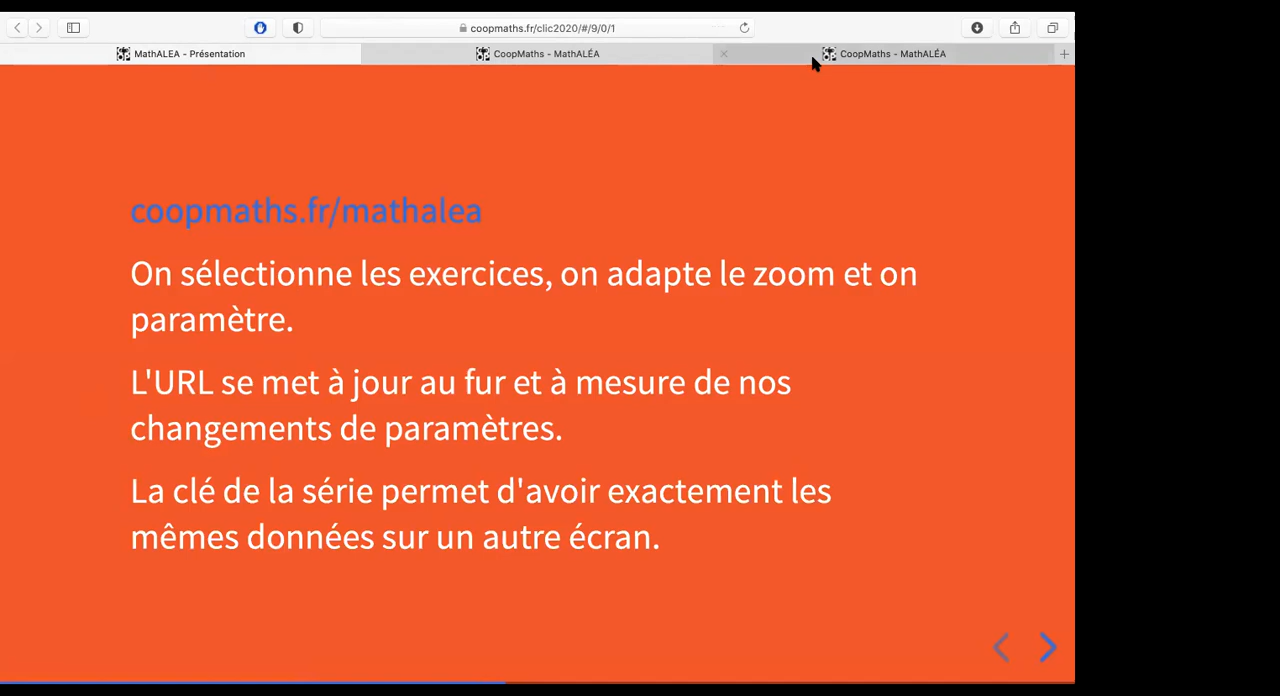 coopmaths.fr/clic2020/#/9/0/1
MathALEA - Présentation
CoopMaths - MathALÉA
CoopMaths - MathALÉA
coopmaths.fr/mathalea
On sélectionne les exercices, on adapte le zoom et on
paramètre.
L'URL se met à jour au fur et à mesure de nos
changements de paramètres.
La clé de la série permet d'avoir exactement les
mêmes données sur un autre écran.